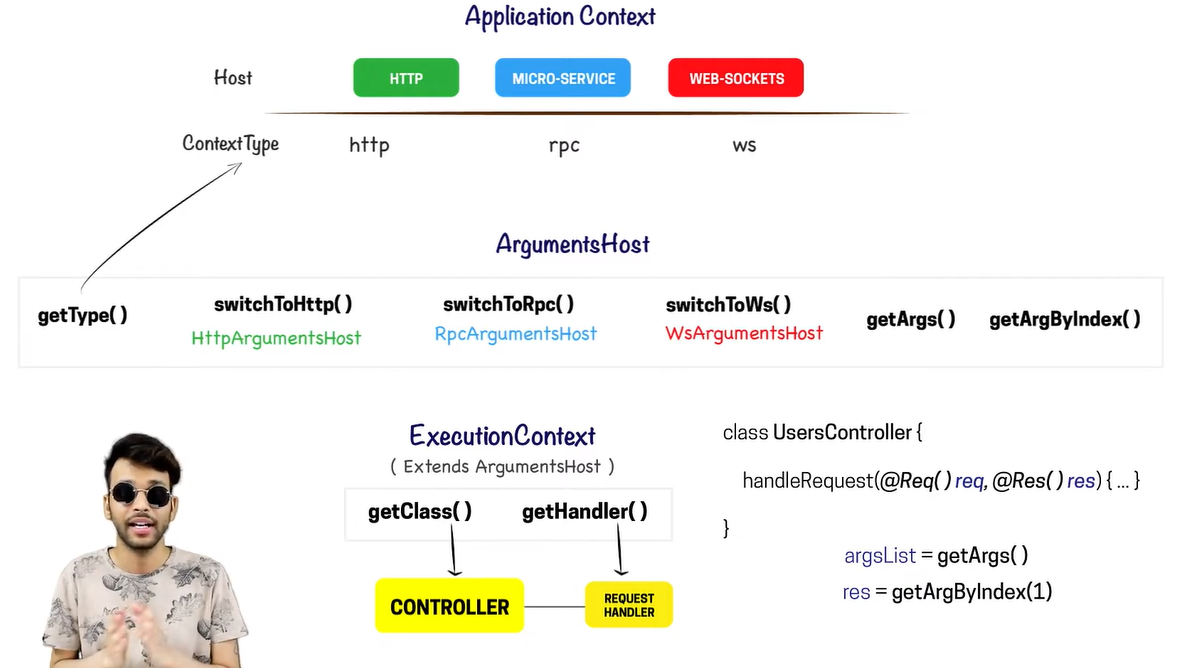 Application Context
Host HTTP MICRO-SERVICE WEB-SOCKETS
ContextType http rpc ws
ArgumentsHost
getType( ) switchToHttp( ) switchToRpc( ) switchToWs( ) getArgs( ) getArgByIndex( )
HttpArgumentsHost RpcArgumentsHost WsArgumentsHost
ExecutionContext
( Extends ArgumentsHost )
getClass( ) getHandler( )
CONTROLLER
REQUEST
HANDLER
class UsersController {
handleRequest(@Req( ) req, @Res( ) res) { ... }
}
argsList = getArgs( )
res = getArgByIndex(1)